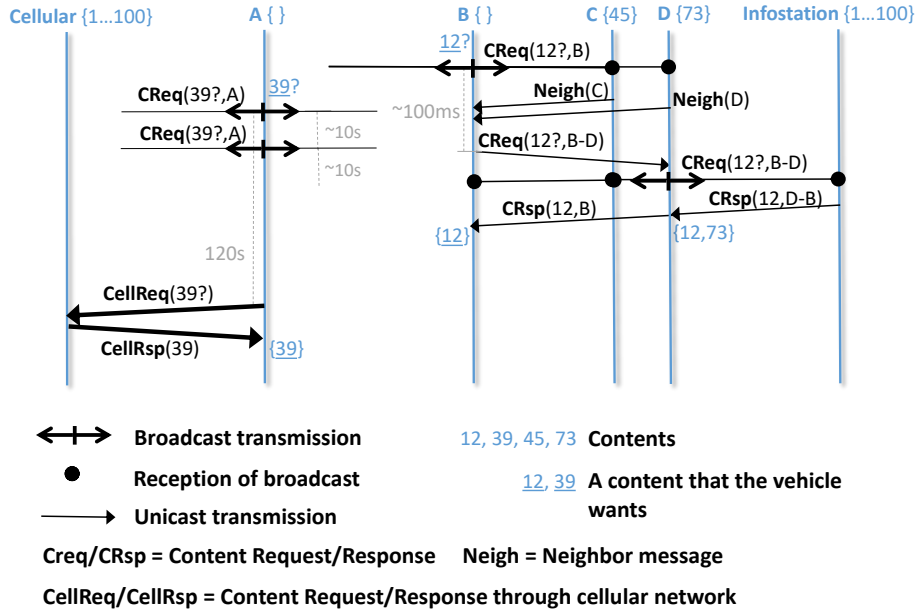 Cellular {1...100} A { } B { } C {45} D {73} Infostation {1...100}
12?
CReq(12?,B)
39?
CReq(39?,A)
Neigh(C)
Neigh(D)
~100ms
CReq(39?,A)
~10s
CReq(12?,B-D)
CReq(12?,B-D)
~10s
CRsp(12,B)
CRsp(12,D-B)
{12}
{12,73}
120s
CellReq(39?)
CellRsp(39)
{39}
Broadcast transmission
12, 39, 45, 73 Contents
Reception of broadcast
12, 39 A content that the vehicle
wants
Unicast transmission
Creq/CRsp = Content Request/Response Neigh = Neighbor message
CellReq/CellRsp = Content Request/Response through cellular network